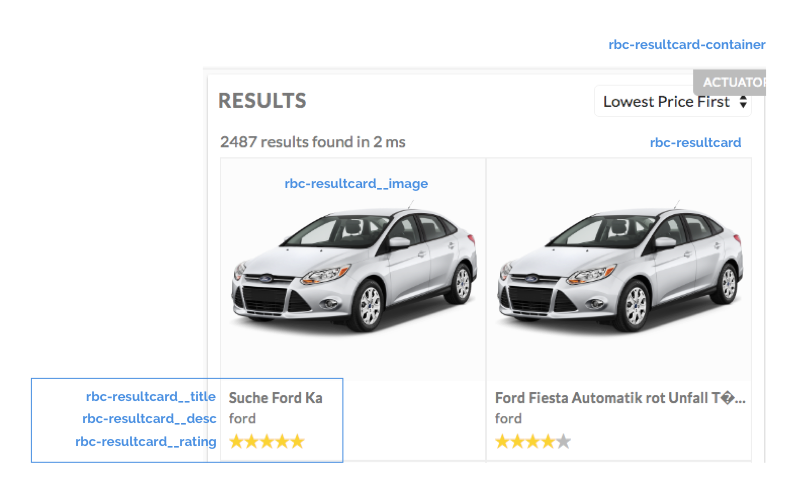 rbc-resultcard-container
ACTUATOR
RESULTS
Lowest Price First
2487 results found in 2 ms
rbc-resultcard
rbc-resultcard__image
rbc-resultcard__title
Suche Ford Ka
Ford Fiesta Automatik rot Unfall T�...
rbc-resultcard__desc
ford
ford
rbc-resultcard__rating